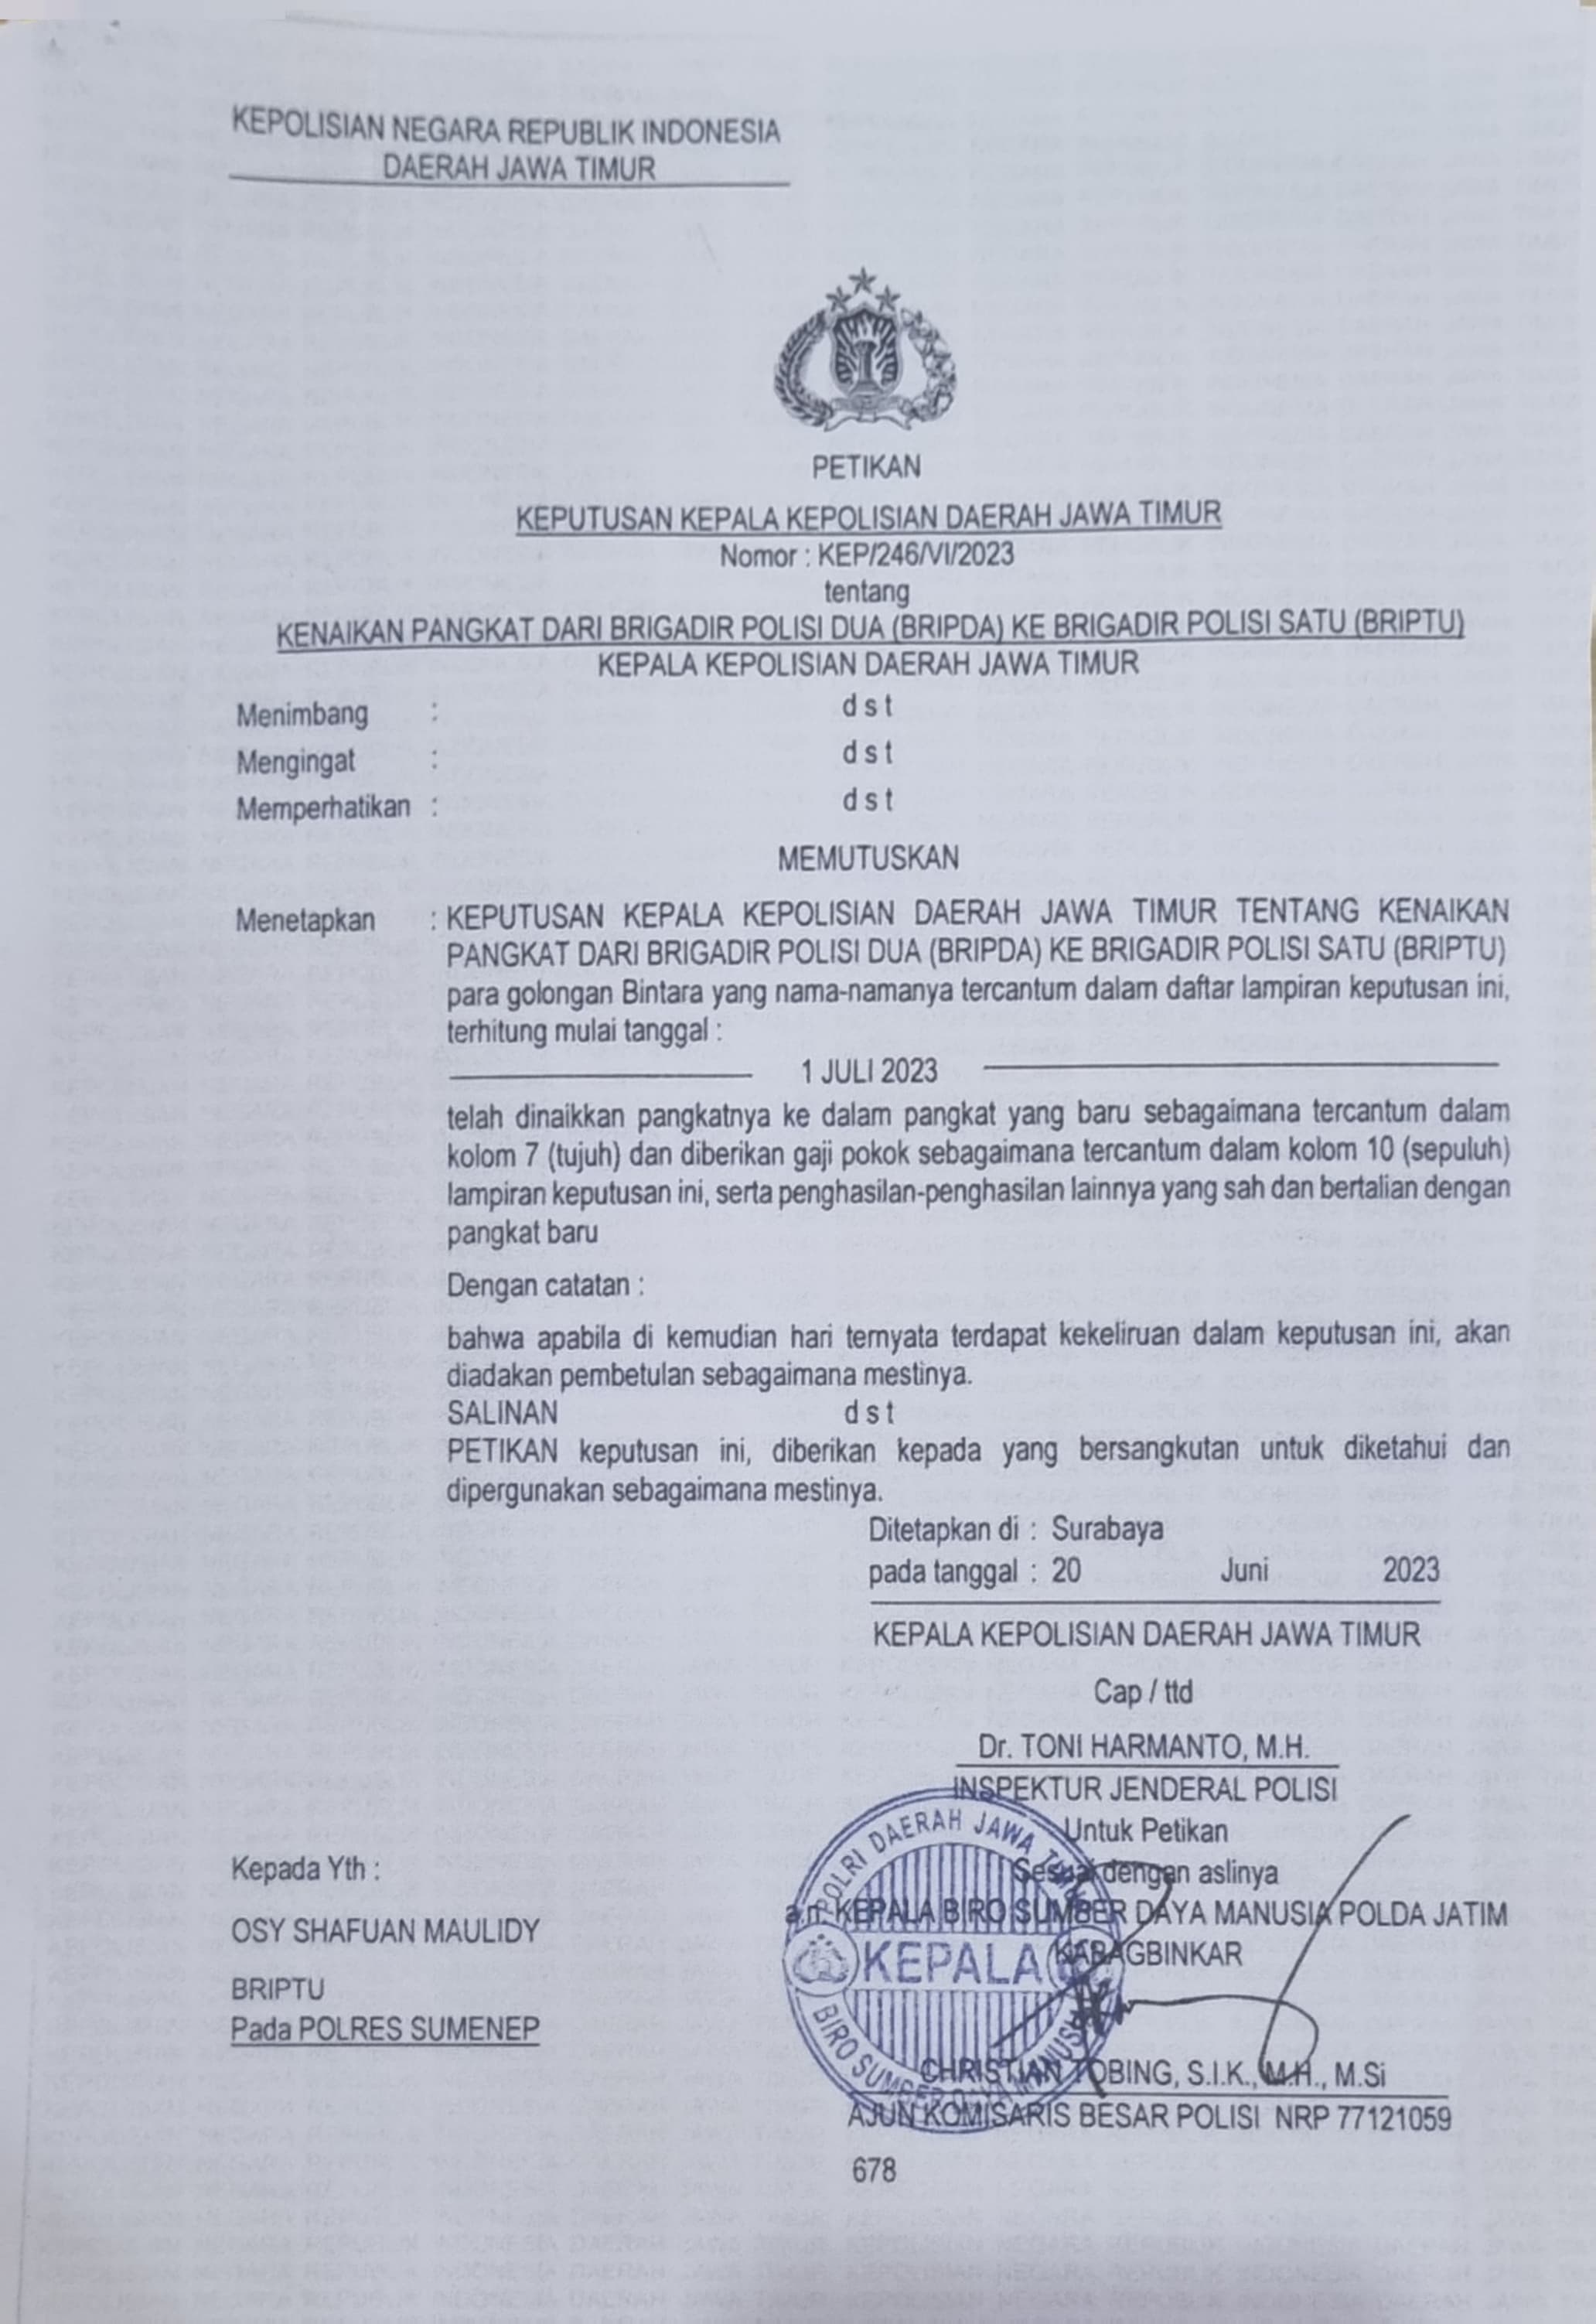 KEPOLISIAN NEGARA REPUBLIK INDONESIA
DAERAH JAWA TIMUR
PETIKAN
KEPUTUSAN KEPALA KEPOLISIAN DAERAH JAWA TIMUR
Nomor : KEP/246/VI/2023
tentang
KENAIKAN PANGKAT DARI BRIGADIR POLISI DUA (BRIPDA) KE BRIGADIR POLISI SATU (BRIPTU)
KEPALA KEPOLISIAN DAERAH JAWA TIMUR
Menimbang : d s t
Mengingat : d s t
Memperhatikan : d s t
MEMUTUSKAN
Menetapkan : KEPUTUSAN KEPALA KEPOLISIAN DAERAH JAWA TIMUR TENTANG KENAIKAN
PANGKAT DARI BRIGADIR POLISI DUA (BRIPDA) KE BRIGADIR POLISI SATU (BRIPTU)
para golongan Bintara yang nama-namanya tercantum dalam daftar lampiran keputusan ini,
terhitung mulai tanggal :
1 JULI 2023
telah dinaikkan pangkatnya ke dalam pangkat yang baru sebagaimana tercantum dalam
kolom 7 (tujuh) dan diberikan gaji pokok sebagaimana tercantum dalam kolom 10 (sepuluh)
lampiran keputusan ini, serta penghasilan-penghasilan lainnya yang sah dan bertalian dengan
pangkat baru
Dengan catatan :
bahwa apabila di kemudian hari ternyata terdapat kekeliruan dalam keputusan ini, akan
diadakan pembetulan sebagaimana mestinya.
SALINAN d s t
PETIKAN keputusan ini, diberikan kepada yang bersangkutan untuk diketahui dan
dipergunakan sebagaimana mestinya.
Ditetapkan di : Surabaya
pada tanggal : 20 Juni 2023
KEPALA KEPOLISIAN DAERAH JAWA TIMUR
Cap / ttd
Dr. TONI HARMANTO, M.H.
INSPEKTUR JENDERAL POLISI
Untuk Petikan
Sesuai dengan aslinya
a.n. KEPALA BIRO SUMBER DAYA MANUSIA POLDA JATIM
KABAGBINKAR
CHRISTIAN TOBING, S.I.K., M.H., M.Si
AJUN KOMISARIS BESAR POLISI NRP 77121059
POLRI DAERAH JAWA TIMUR
KEPALA
BIRO SUMBER DAYA MANUSIA
Kepada Yth :
OSY SHAFUAN MAULIDY
BRIPTU
Pada POLRES SUMENEP
678